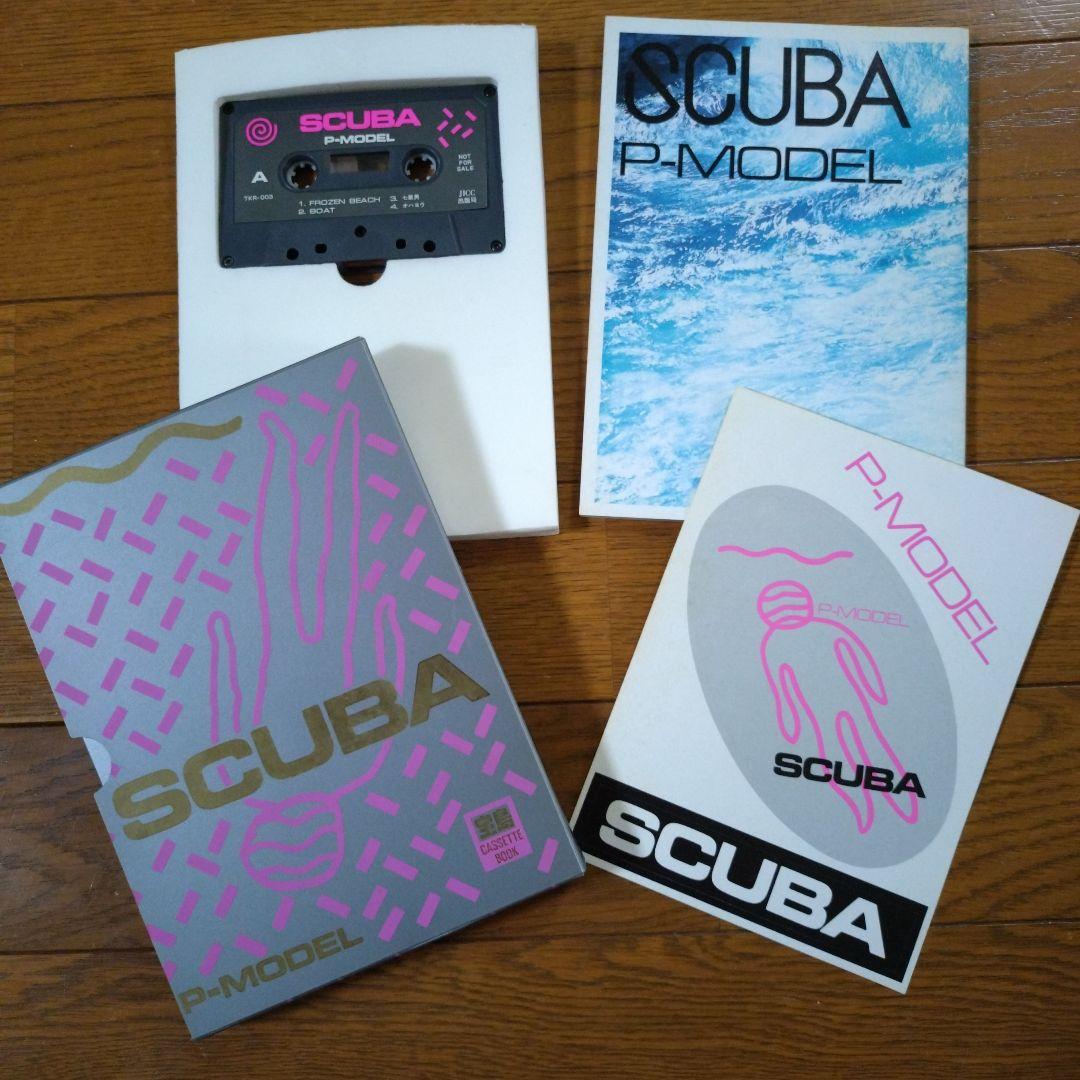 SCUBA
P-MODEL
A
NOT
FOR
SALE
TKR-003
1. FROZEN BEACH
2. BOAT
3. 七節男
4. オハヨウ
JICC
出版局
SCUBA
P-MODEL
SCUBA
宝島
CASSETTE
BOOK
P-MODEL
P-MODEL
P-MODEL
SCUBA
SCUBA